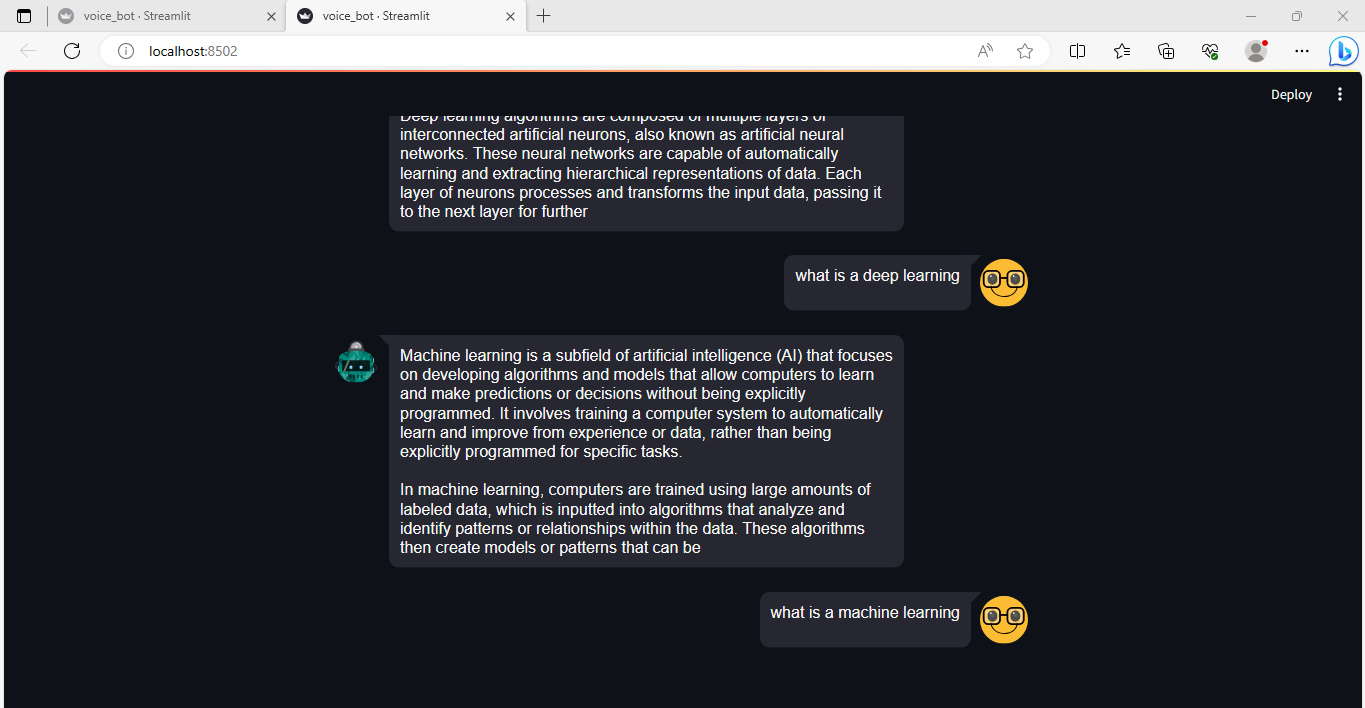 voice_bot · Streamlit
voice_bot · Streamlit
localhost:8502
Deploy
Deep learning algorithms are composed of multiple layers of
interconnected artificial neurons, also known as artificial neural
networks. These neural networks are capable of automatically
learning and extracting hierarchical representations of data. Each
layer of neurons processes and transforms the input data, passing it
to the next layer for further
what is a deep learning
Machine learning is a subfield of artificial intelligence (AI) that focuses
on developing algorithms and models that allow computers to learn
and make predictions or decisions without being explicitly
programmed. It involves training a computer system to automatically
learn and improve from experience or data, rather than being
explicitly programmed for specific tasks.
In machine learning, computers are trained using large amounts of
labeled data, which is inputted into algorithms that analyze and
identify patterns or relationships within the data. These algorithms
then create models or patterns that can be
what is a machine learning